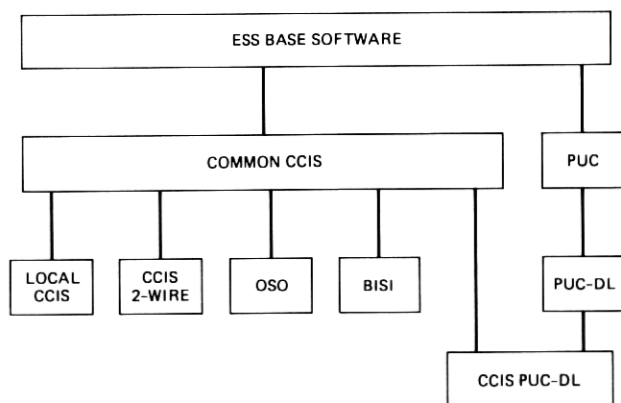 ESS BASE SOFTWARE
COMMON CCIS
PUC
LOCAL
CCIS
CCIS
2-WIRE
OSO
BISI
PUC-DL
CCIS PUC-DL